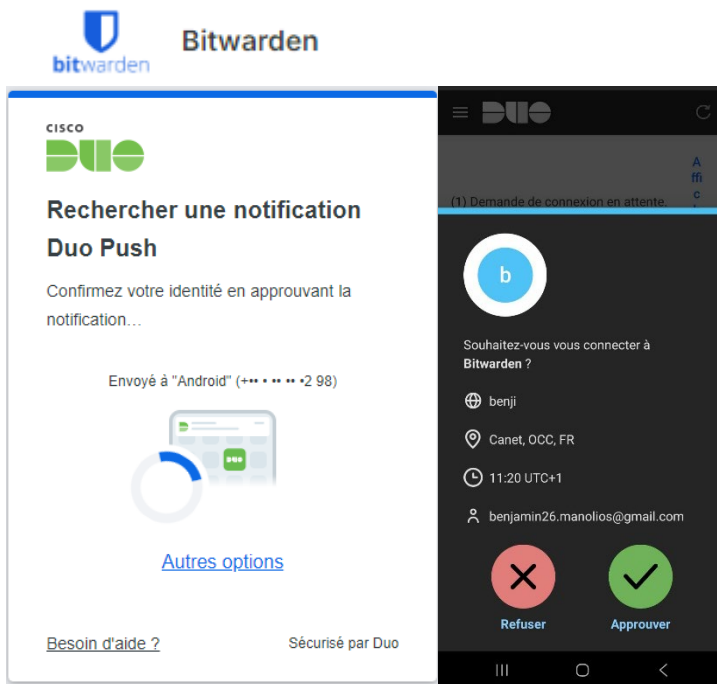 bitwarden
Bitwarden
CISCO
DUO
Rechercher une notification
Duo Push
Confirmez votre identité en approuvant la
notification…
Envoyé à "Android" (+•• • •• •• •2 98)
DUO
Autres options
Besoin d'aide ?
Sécurisé par Duo
DUO
A
ffi
c
(1) Demande de connexion en attente.
b
Souhaitez-vous vous connecter à
Bitwarden ?
benji
Canet, OCC, FR
11:20 UTC+1
benjamin26.manolios@gmail.com
Refuser
Approuver